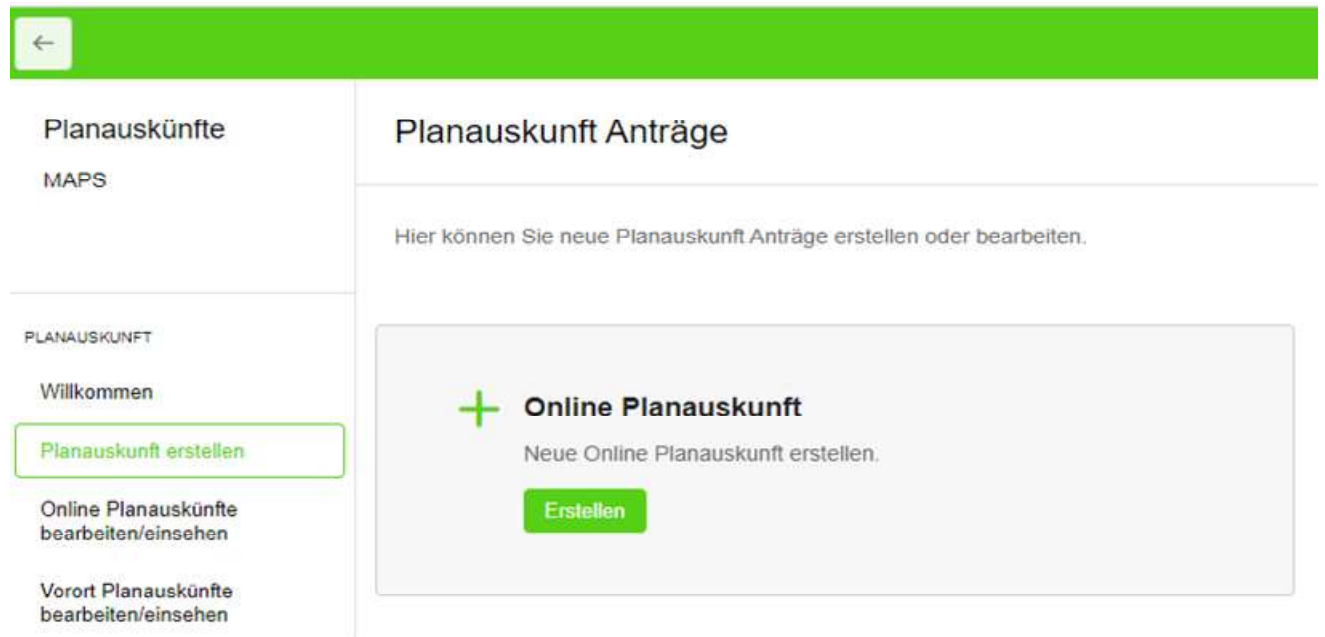 Planauskünfte
MAPS
PLANAUSKUNFT
Willkommen
Planauskunft erstellen
Online Planauskünfte
bearbeiten/einsehen
Vorort Planauskünfte
bearbeiten/einsehen
Planauskunft Anträge
Hier können Sie neue Planauskunft Anträge erstellen oder bearbeiten.
Online Planauskunft
Neue Online Planauskunft erstellen.
Erstellen